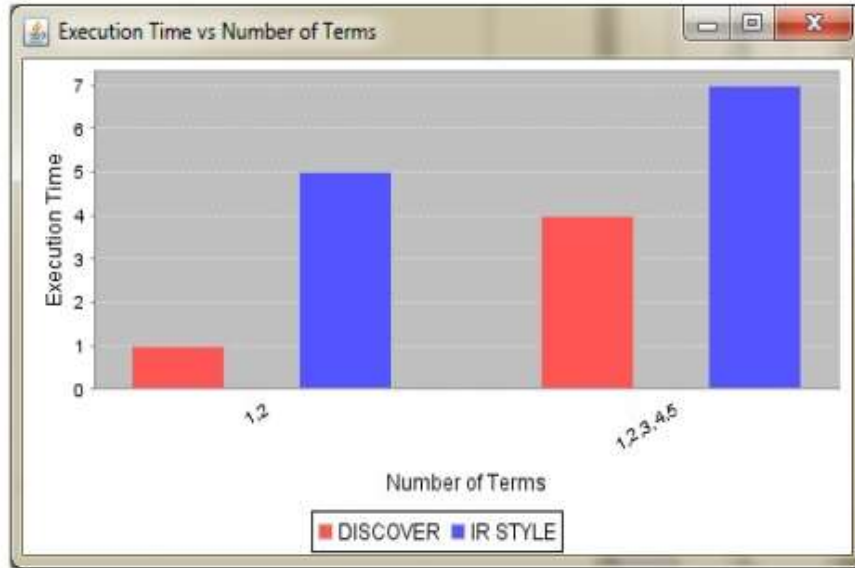 Execution Time vs Number of Terms
7
6
5
4
3
2
1
0
Execution Time
1,2
1,2,3,4,5
Number of Terms
DISCOVER IR STYLE